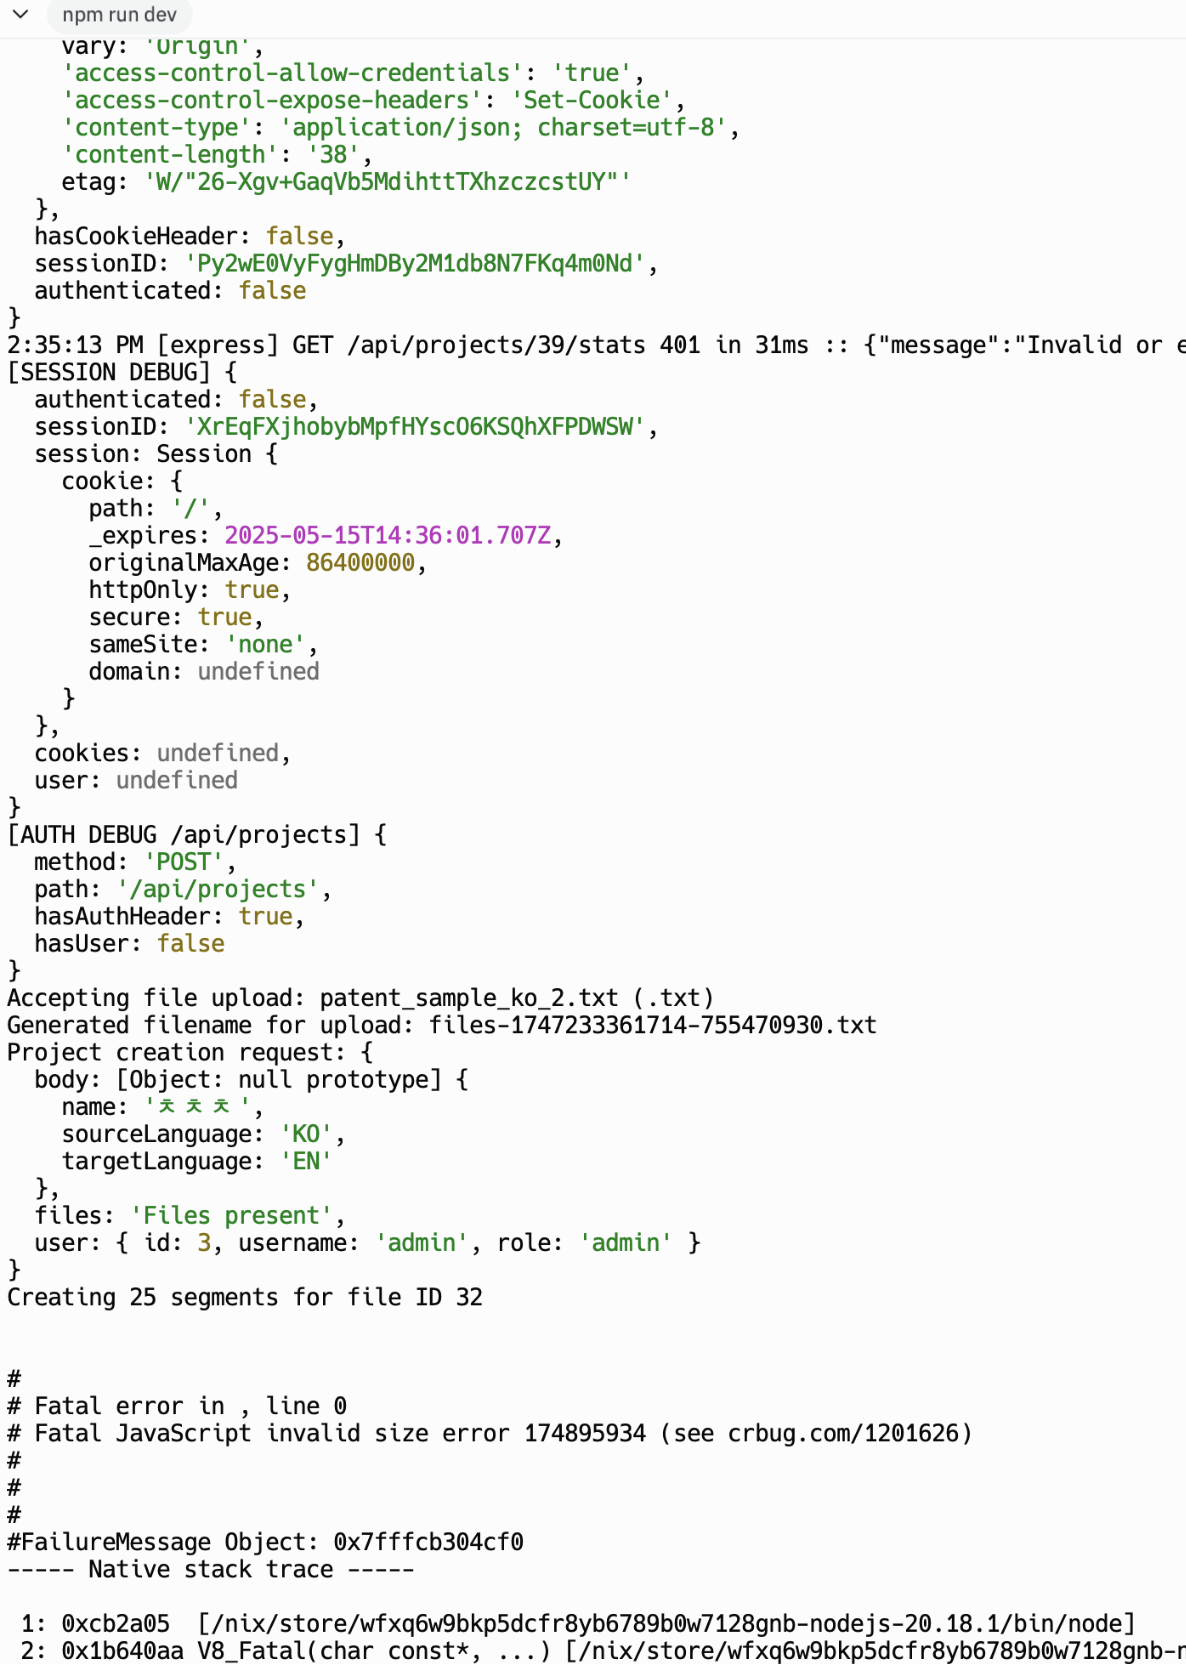 npm run dev
vary: 'Origin',
'access-control-allow-credentials': 'true',
'access-control-expose-headers': 'Set-Cookie',
'content-type': 'application/json; charset=utf-8',
'content-length': '38',
etag: 'W/"26-Xgv+GaqVb5MdihttTXhzczcstUY"'
},
hasCookieHeader: false,
sessionID: 'Py2wE0VyFygHmDBy2M1db8N7FKq4m0Nd',
authenticated: false
}
2:35:13 PM [express] GET /api/projects/39/stats 401 in 31ms :: {"message":"Invalid or e
[SESSION DEBUG] {
authenticated: false,
sessionID: 'XrEqFXjhobybMpfHYscO6KSQhXFPDWSW',
session: Session {
cookie: {
path: '/',
_expires: 2025-05-15T14:36:01.707Z,
originalMaxAge: 86400000,
httpOnly: true,
secure: true,
sameSite: 'none',
domain: undefined
}
},
cookies: undefined,
user: undefined
}
[AUTH DEBUG /api/projects] {
method: 'POST',
path: '/api/projects',
hasAuthHeader: true,
hasUser: false
}
Accepting file upload: patent_sample_ko_2.txt (.txt)
Generated filename for upload: files-1747233361714-755470930.txt
Project creation request: {
body: [Object: null prototype] {
name: 'ㅊㅊㅊ',
sourceLanguage: 'KO',
targetLanguage: 'EN'
},
files: 'Files present',
user: { id: 3, username: 'admin', role: 'admin' }
}
Creating 25 segments for file ID 32
#
# Fatal error in , line 0
# Fatal JavaScript invalid size error 174895934 (see crbug.com/1201626)
#
#
#
#FailureMessage Object: 0x7fffcb304cf0
----- Native stack trace -----
1: 0xcb2a05 [/nix/store/wfxq6w9bkp5dcfr8yb6789b0w7128gnb-nodejs-20.18.1/bin/node]
2: 0x1b640aa V8_Fatal(char const*, ...) [/nix/store/wfxq6w9bkp5dcfr8yb6789b0w7128gnb-n